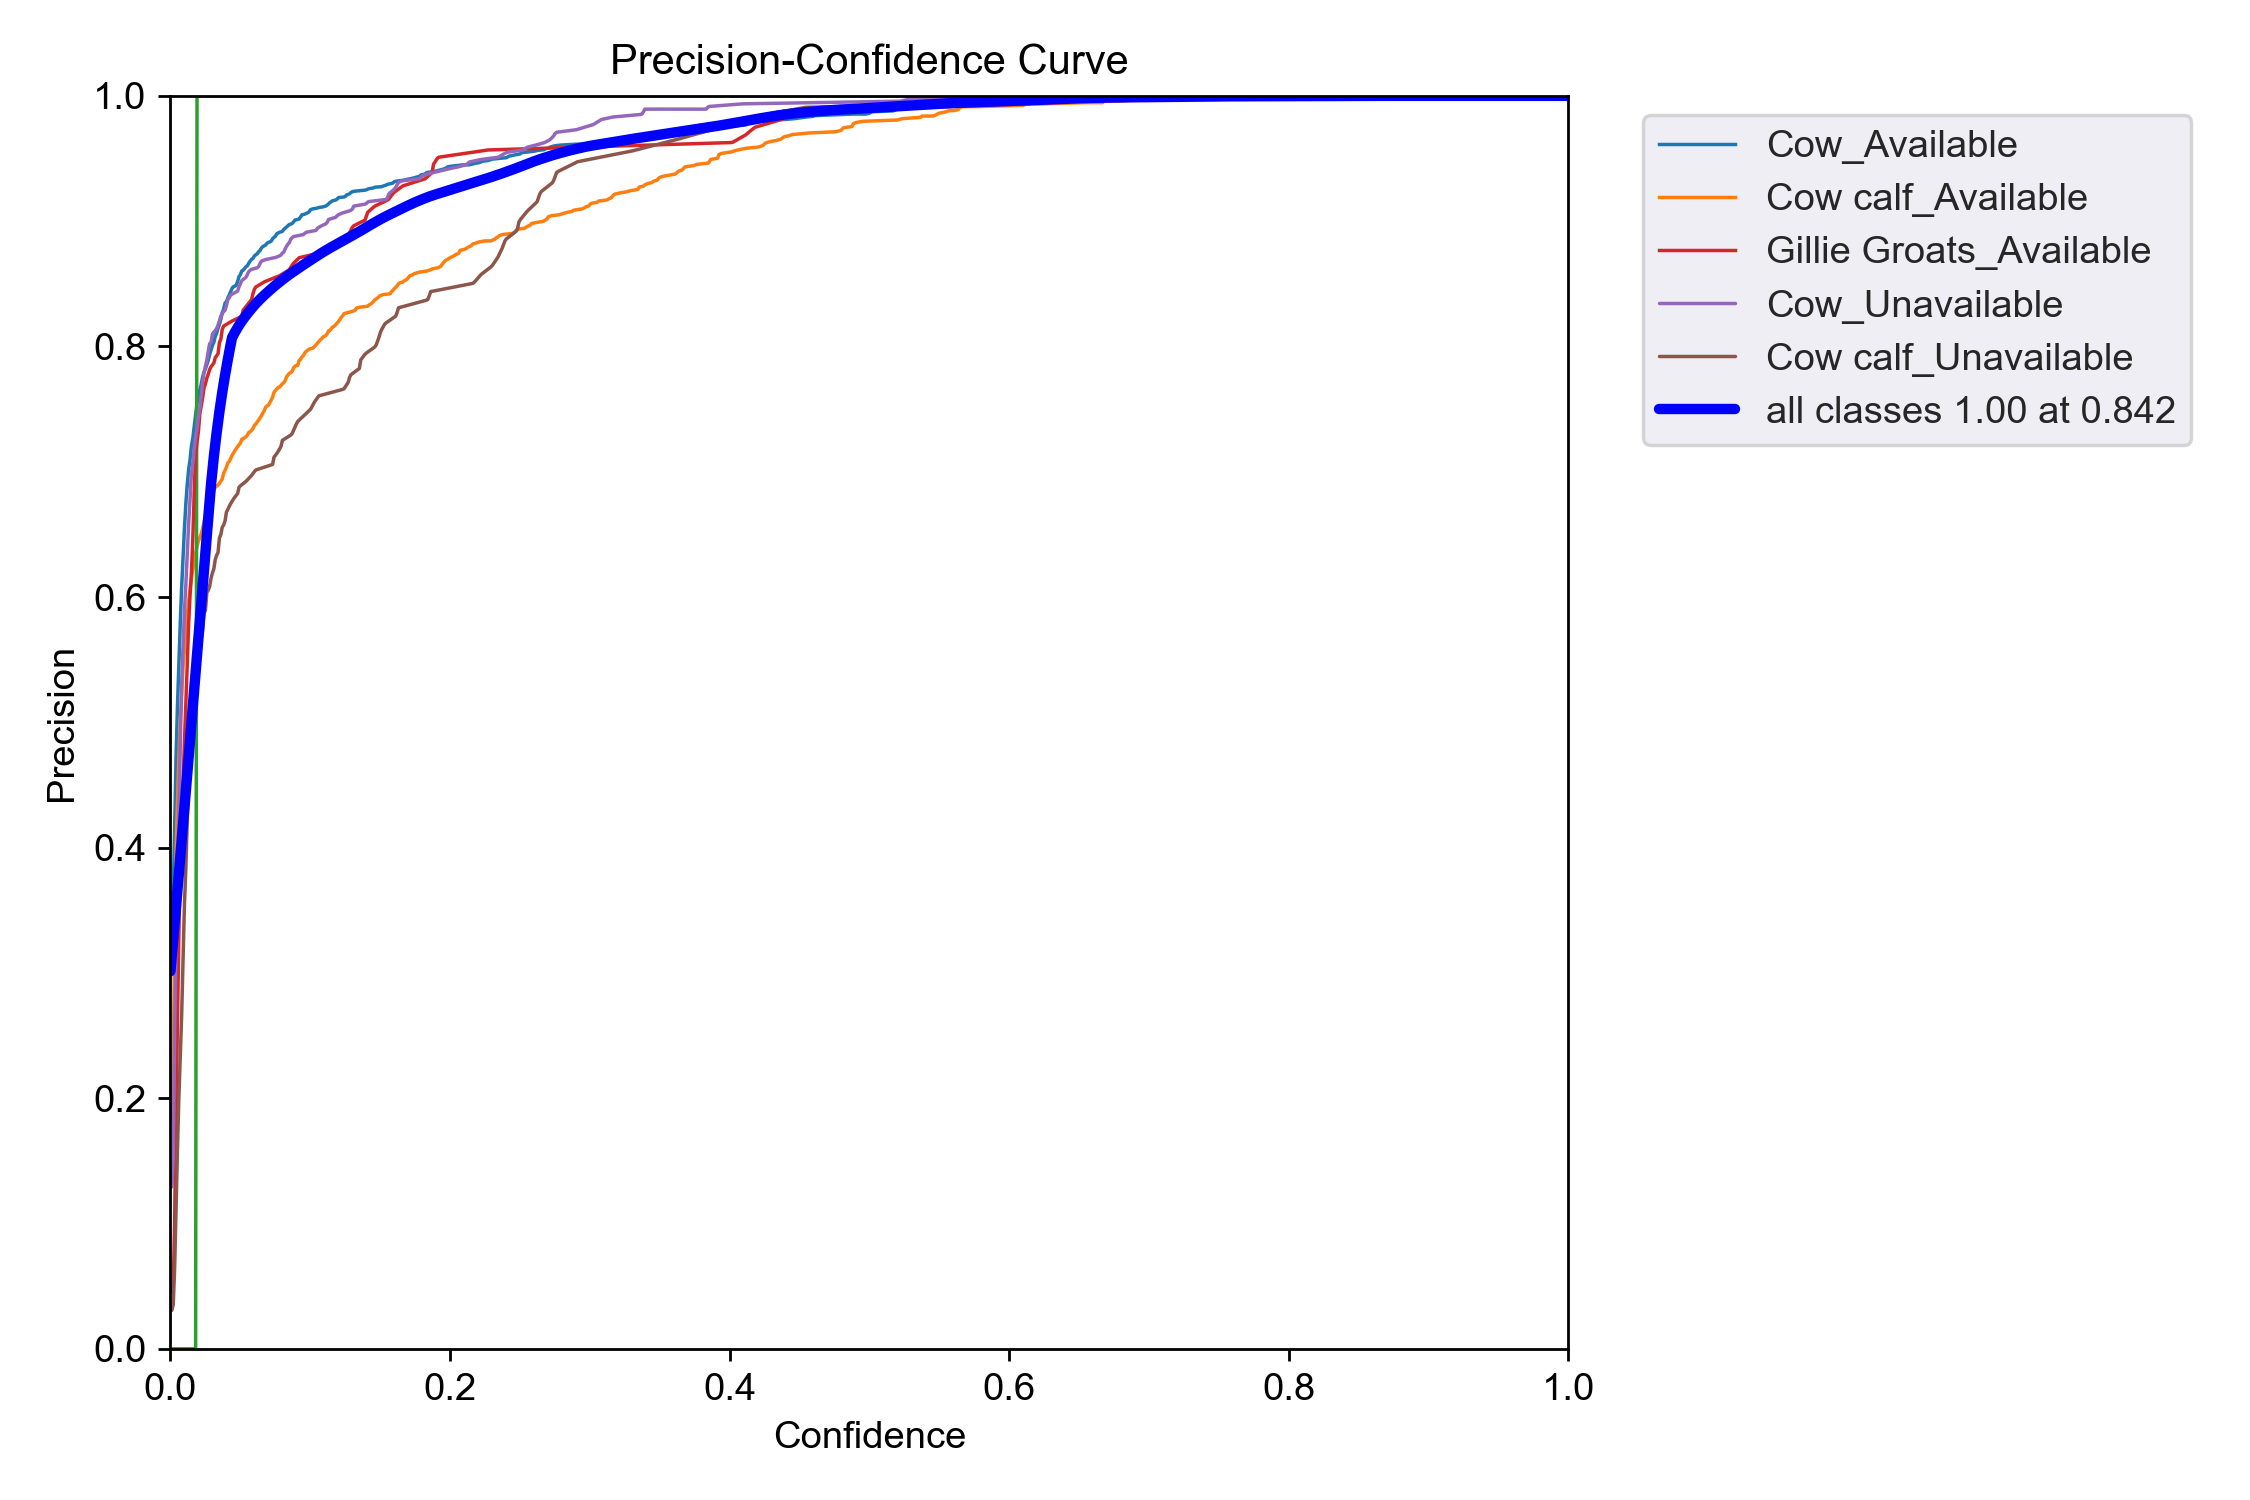 Precision-Confidence Curve
1.0
0.8
0.6
0.4
0.2
0.0
Precision
0.0 0.2 0.4 0.6 0.8 1.0
Confidence
Cow_Available
Cow calf_Available
Gillie Groats_Available
Cow_Unavailable
Cow calf_Unavailable
all classes 1.00 at 0.842